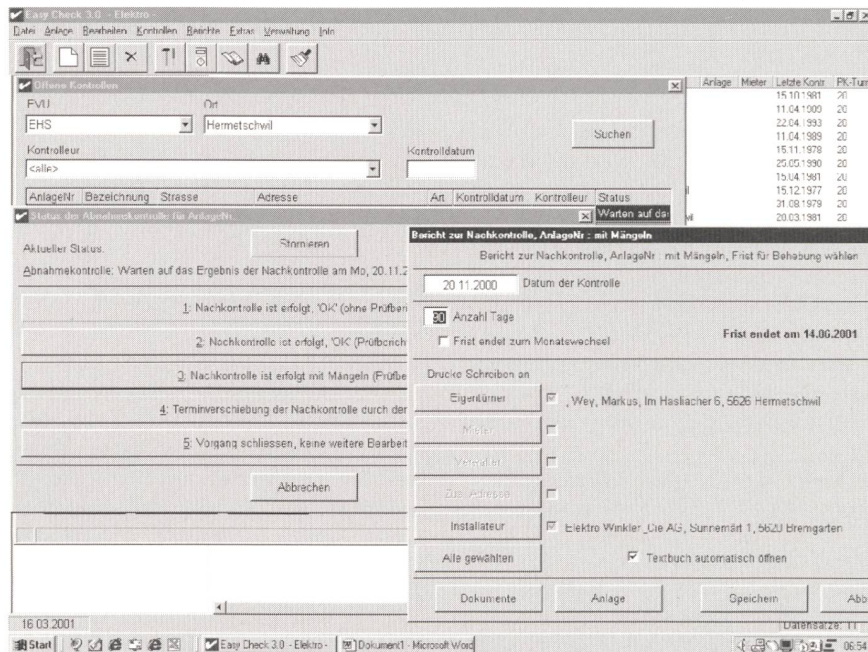 Easy Check 3.0 - Elektro -
Datei Anlage Bearbeiten Kontrollen Berichte Extras Verwaltung Info
Offene Kontrollen
EVU Ort
EHS Hermetschwil
Suchen
Kontrolleur Kontrolldatum
<alle>
AnlageNr Bezeichnung Strasse Adresse Art Kontrolldatum Kontrolleur Status
Warten auf da
Anlage Mieter Letzte Kontr PK-Turn
15.10.1981 20
11.04.1989 20
22.04.1993 20
11.04.1989 20
15.11.1978 20
25.05.1990 20
15.04.1981 20
15.12.1977 20
31.08.1979 20
20.03.1981 20
Status der Abnahmekontrolle für AnlageNr.
Aktueller Status: Stornieren
Abnahmekontrolle: Warten auf das Ergebnis der Nachkontrolle am Mo, 20.11.2
1: Nachkontrolle ist erfolgt, 'OK' (ohne Prüfberi
2: Nachkontrolle ist erfolgt, 'OK' (Prüfbericht
3: Nachkontrolle ist erfolgt mit Mängeln (Prüfbe
4: Terminverschiebung der Nachkontrolle durch der
5: Vorgang schliessen, keine weitere Bearbeit
Abbrechen
Bericht zur Nachkontrolle, AnlageNr : mit Mängeln
Bericht zur Nachkontrolle, AnlageNr : mit Mängeln, Frist für Behebung wählen
20.11.2000 Datum der Kontrolle
90 Anzahl Tage
Frist endet zum Monatswechsel
Frist endet am 14.06.2001
Drucke Schreiben an
Eigentümer , Wey, Markus, Im Hasliacher 6, 5626 Hermetschwil
Mieter
Verwalter
Zus. Adresse
Installateur Elektro Winkler _Cie AG, Sunnemärt 1, 5620 Bremgarten
Alle gewählten Textbuch automatisch öffnen
Dokumente Anlage Speichern Abb
16.03.2001 Datensätze: 11
Start Easy Check 3.0 - Elektro - Dokument1 - Microsoft Word 06:54